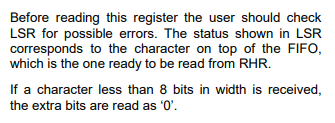 Before reading this register the user should check
LSR for possible errors. The status shown in LSR
corresponds to the character on top of the FIFO,
which is the one ready to be read from RHR.
If a character less than 8 bits in width is received,
the extra bits are read as ‘0’.